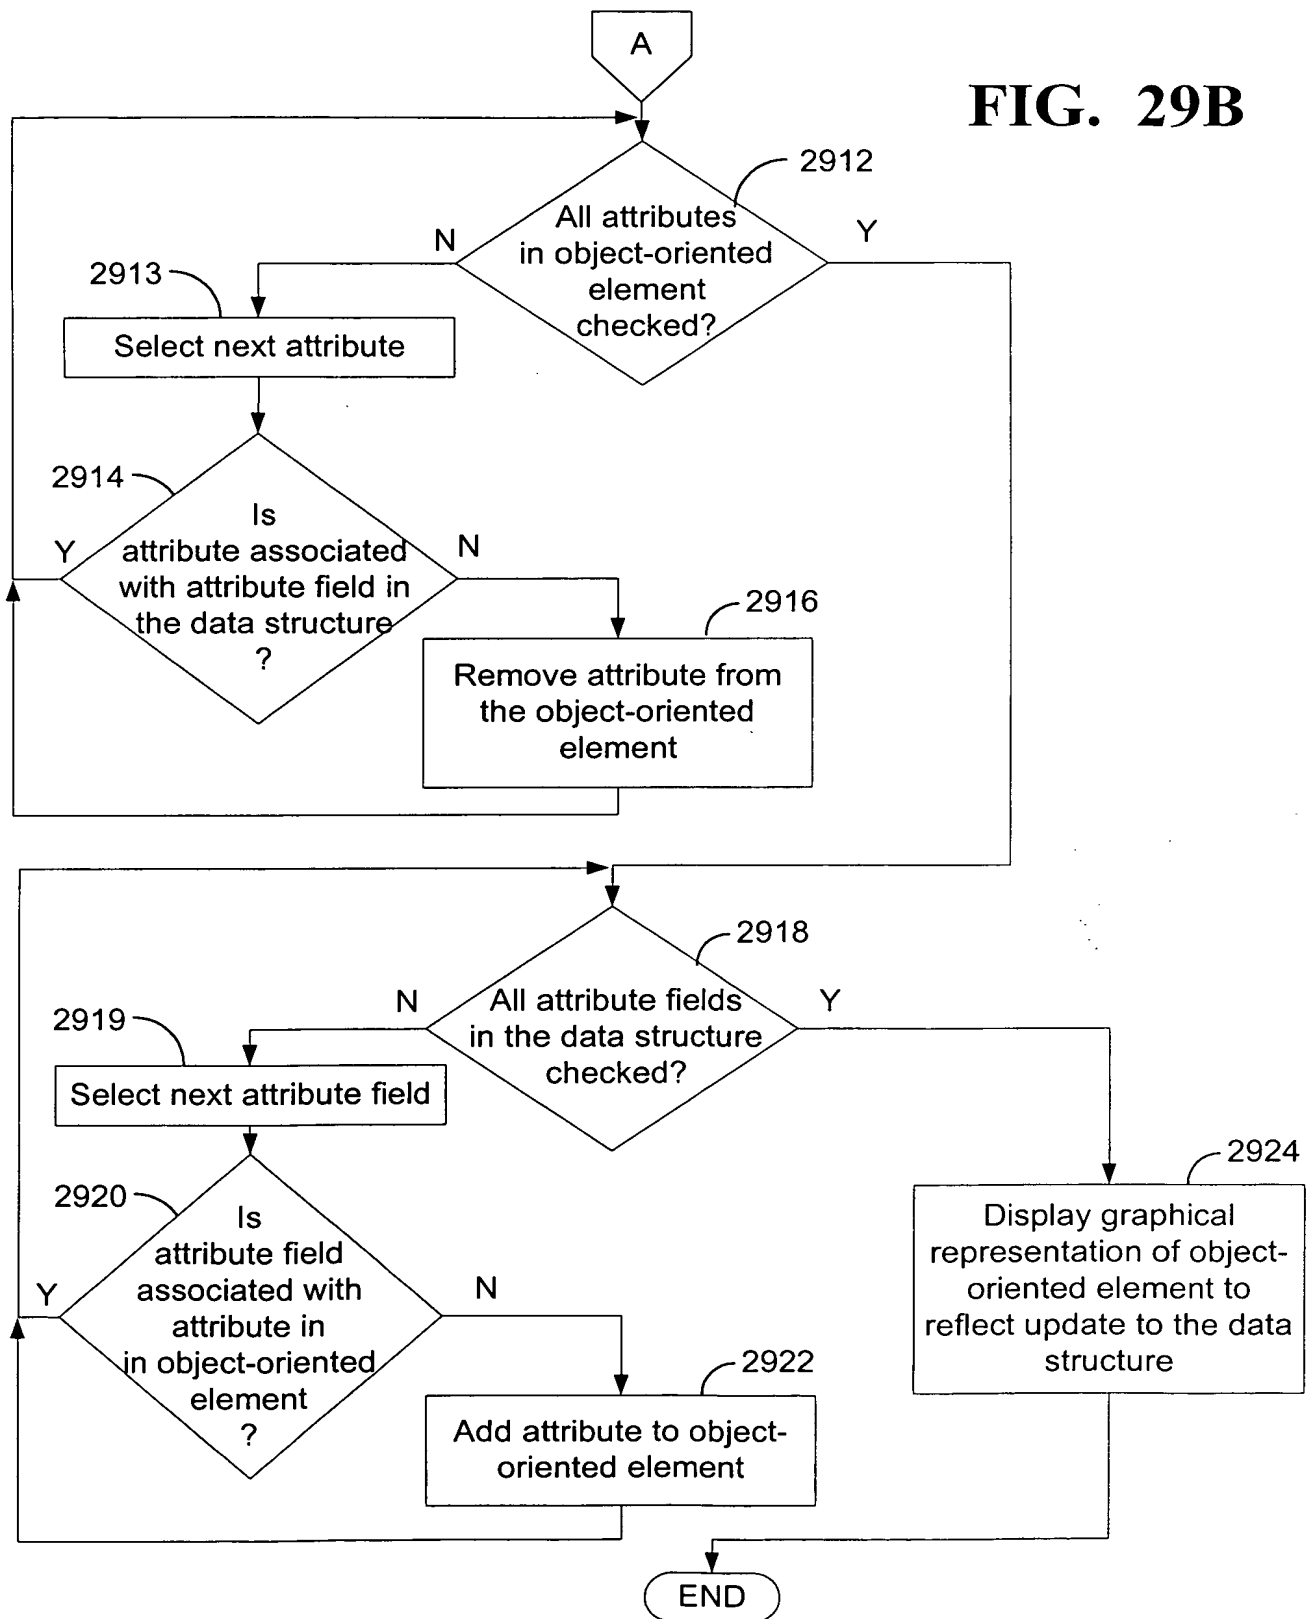 A
FIG. 29B
2912
All attributes
in object-oriented
element
checked?
N
Y
2913
Select next attribute
2914
Is
attribute associated
with attribute field in
the data structure
?
Y
N
2916
Remove attribute from
the object-oriented
element
2918
All attribute fields
in the data structure
checked?
N
Y
2919
Select next attribute field
2920
Is
attribute field
associated with
attribute in
in object-oriented
element
?
Y
N
2922
Add attribute to object-
oriented element
2924
Display graphical
representation of object-
oriented element to
reflect update to the data
structure
END